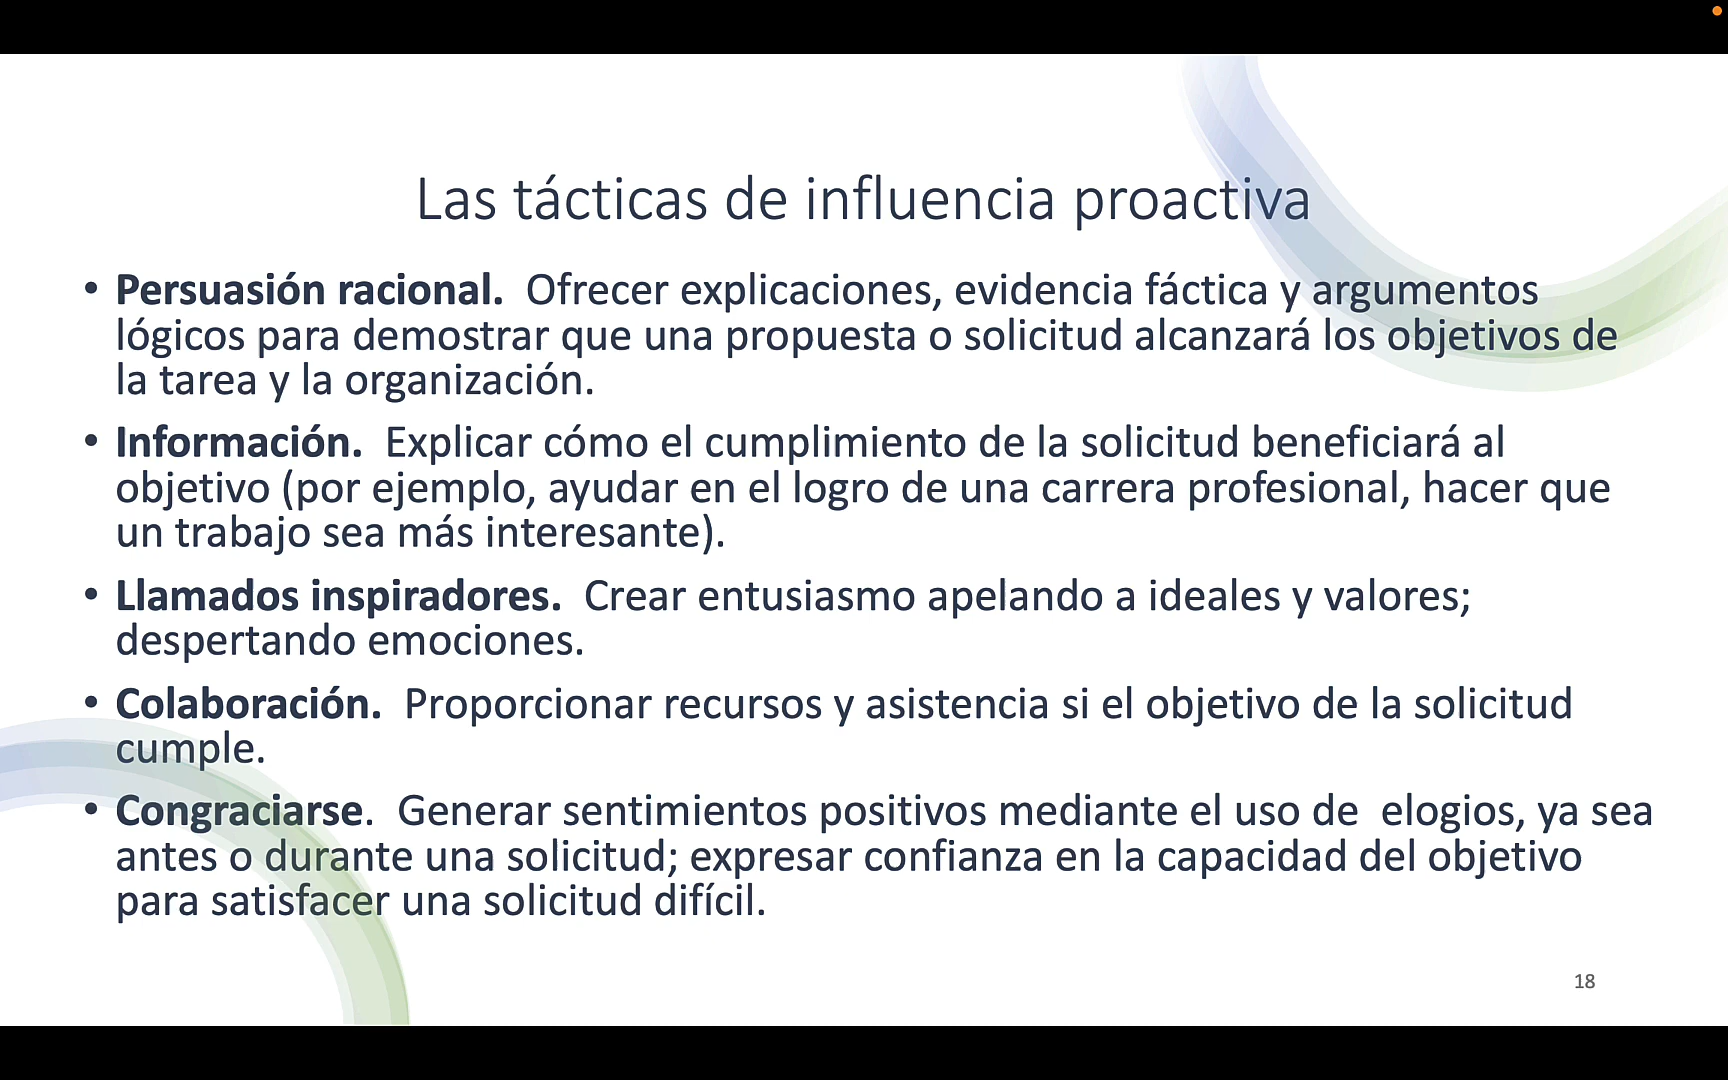 Las tácticas de influencia proactiva
• Persuasión racional.  Ofrecer explicaciones, evidencia fáctica y argumentos
lógicos para demostrar que una propuesta o solicitud alcanzará los objetivos de
la tarea y la organización.
• Información.  Explicar cómo el cumplimiento de la solicitud beneficiará al
objetivo (por ejemplo, ayudar en el logro de una carrera profesional, hacer que
un trabajo sea más interesante).
• Llamados inspiradores.  Crear entusiasmo apelando a ideales y valores;
despertando emociones.
• Colaboración.  Proporcionar recursos y asistencia si el objetivo de la solicitud
cumple.
• Congraciarse.  Generar sentimientos positivos mediante el uso de  elogios, ya sea
antes o durante una solicitud; expresar confianza en la capacidad del objetivo
para satisfacer una solicitud difícil.
18